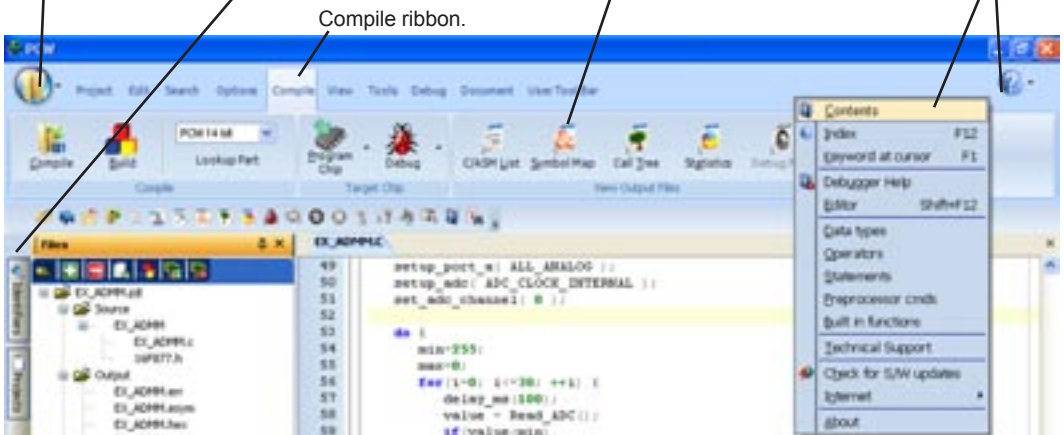 Compile ribbon.
PCW
Project Edit Search Options Compile View Tools Debug Document User Toolbar
Compile Build PCW 14 bit Lookup Part Program Chip Debug C/ASM List Symbol Map Call Tree Statistics Debug
Compile Target Chip View Output Files
Contents
Index F12
Keyword at cursor F1
Debugger Help
Editor Shift+F12
Data types
Operators
Statements
Preprocessor cmds
Built in functions
Technical Support
Check for S/W updates
Internet
About
Files
Identifiers
Projects
EX_ADMM.pjt
Source
EX_ADMM
EX_ADMM.c
16F877.h
Output
EX_ADMM.err
EX_ADMM.esym
EX_ADMM.hex
EX_ADMM.C
49 setup_port_a( ALL_ANALOG );
50 setup_adc( ADC_CLOCK_INTERNAL );
51 set_adc_channel( 0 );
52
53 do {
54 min=255;
55 max=0;
56 for(i=0; i<=30; ++i) {
57 delay_ms(100);
58 value = Read_ADC();
59 if(value<min)